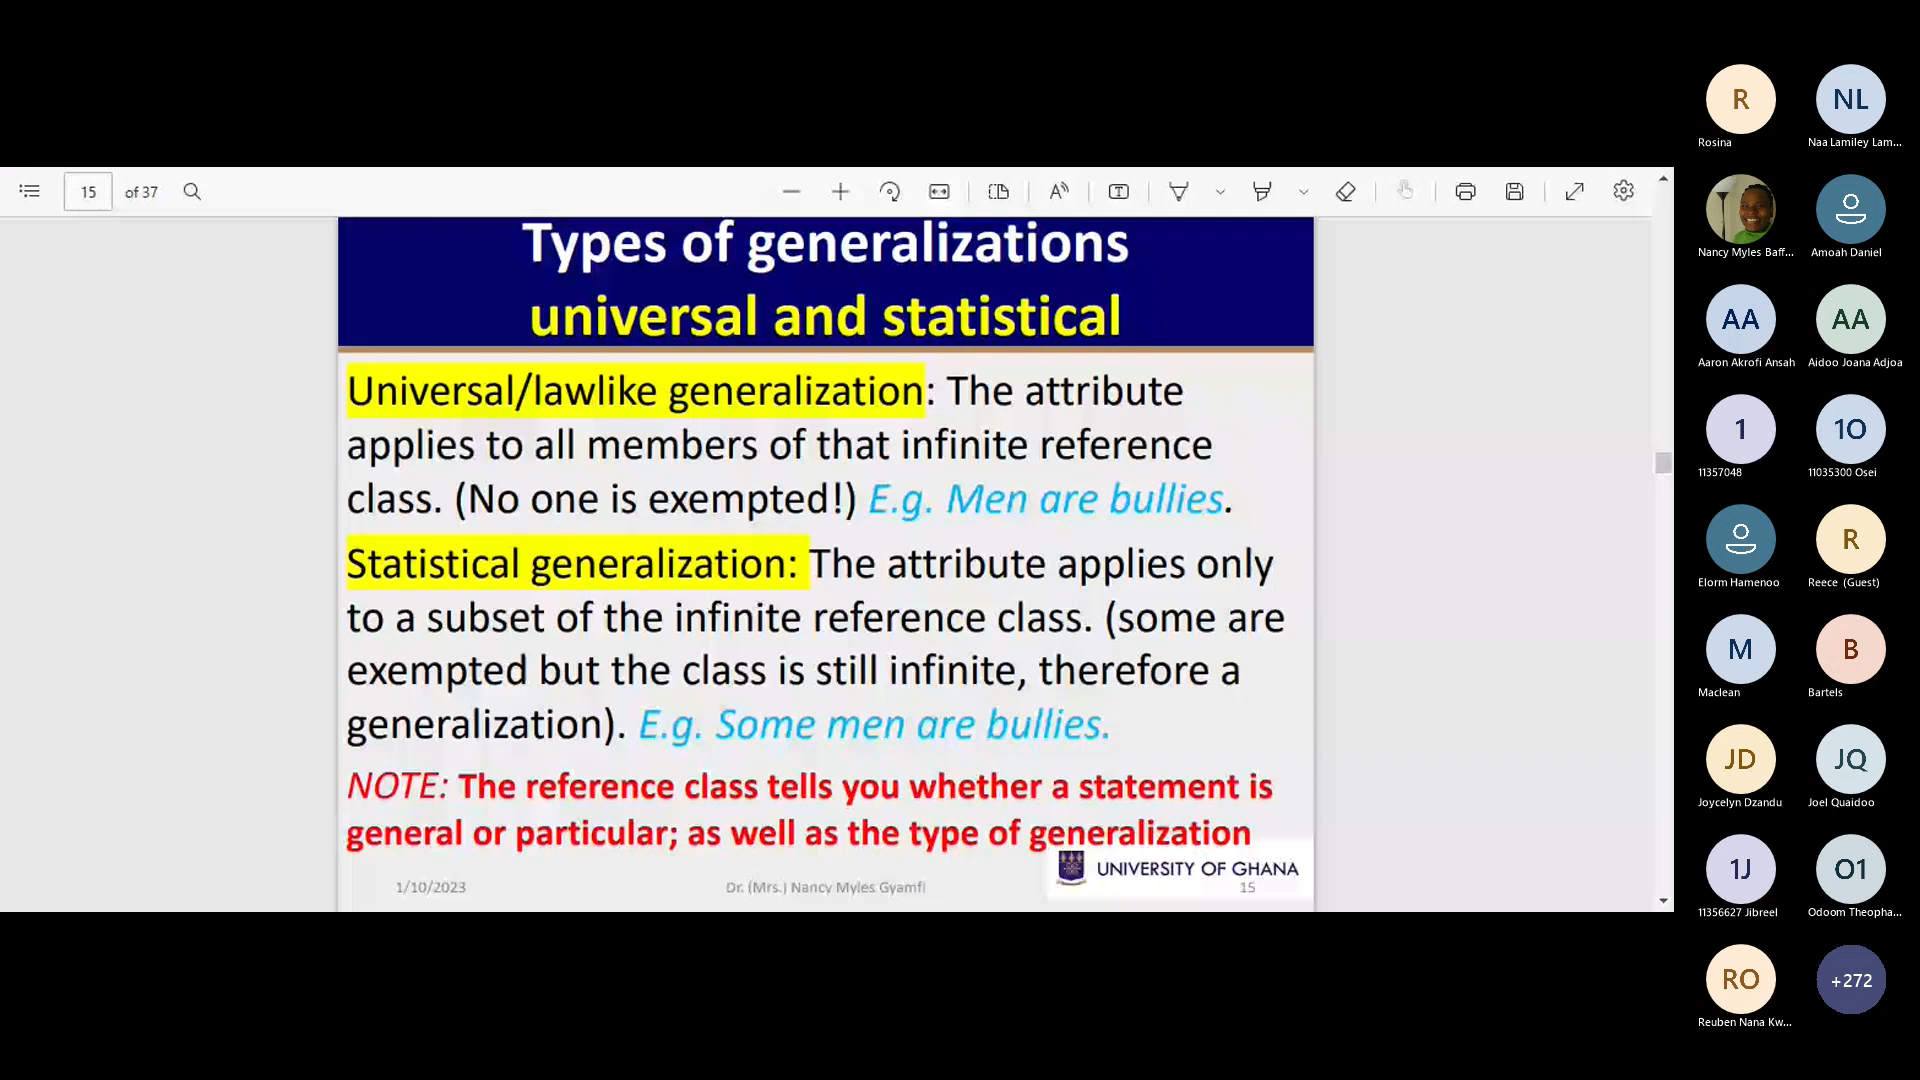 15 of 37
Types of generalizations
universal and statistical
Universal/lawlike generalization: The attribute
applies to all members of that infinite reference
class. (No one is exempted!) E.g. Men are bullies.
Statistical generalization: The attribute applies only
to a subset of the infinite reference class. (some are
exempted but the class is still infinite, therefore a
generalization). E.g. Some men are bullies.
NOTE: The reference class tells you whether a statement is
general or particular; as well as the type of generalization
UNIVERSITY OF GHANA
1/10/2023 Dr. (Mrs.) Nancy Myles Gyamfi 15
R NL
Rosina Naa Lamiley Lam...
Nancy Myles Baff... Amoah Daniel
AA AA
Aaron Akrofi Ansah Aidoo Joana Adjoa
1 1O
11357048 11035300 Osei
R
Elorm Hamenoo Reece (Guest)
M B
Maclean Bartels
JD JQ
Joycelyn Dzandu Joel Quaidoo
1J O1
11356627 Jibreel Odoom Theopha...
RO +272
Reuben Nana Kw...